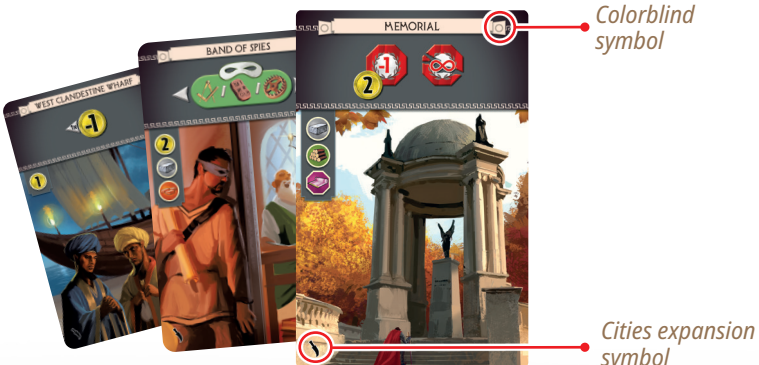 WEST CLANDESTINE WHARF
-1
1
BAND OF SPIES
2
MEMORIAL
-1
2
Colorblind
symbol
Cities expansion
symbol